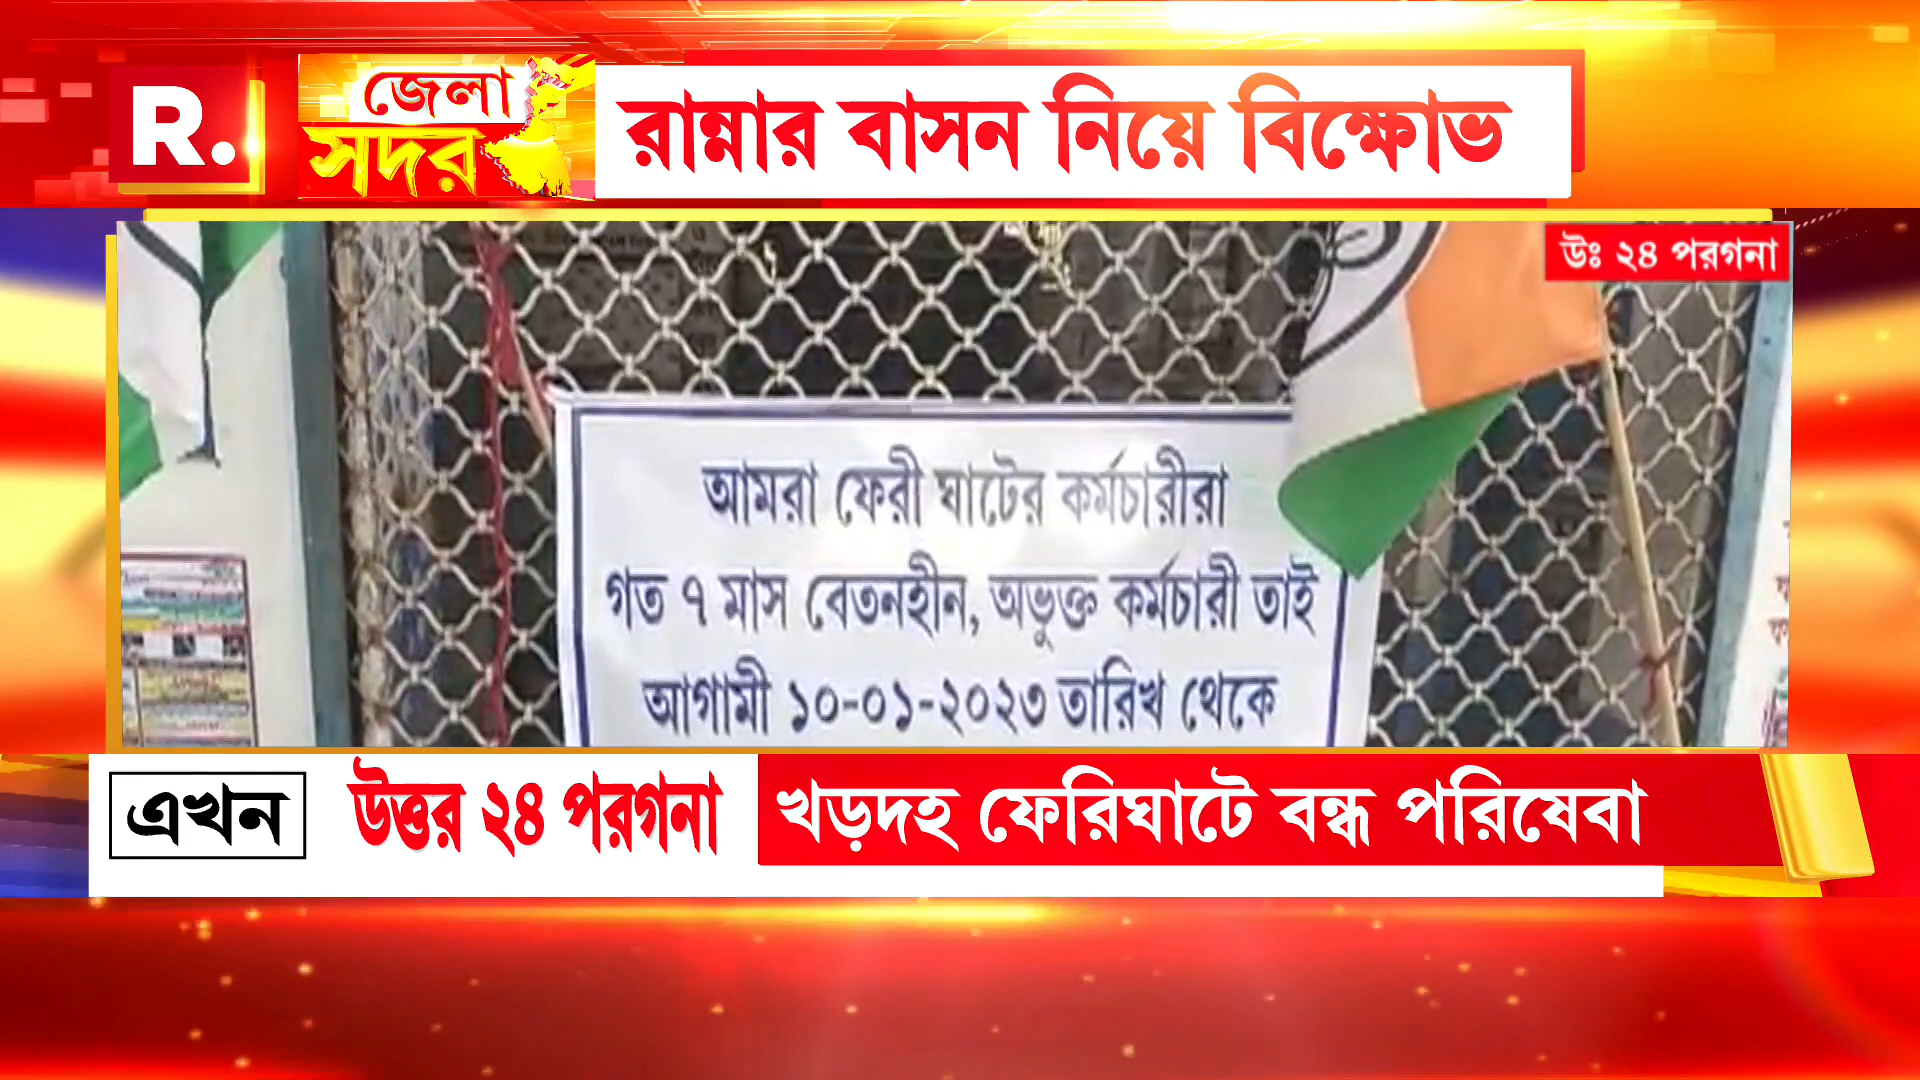 R.
জেলা
সদর
রান্নার বাসন নিয়ে বিক্ষোভ
উঃ ২৪ পরগনা
আমরা ফেরী ঘাটের কর্মচারীরা
গত ৭ মাস বেতনহীন, অভুক্ত কর্মচারী তাই
আগামী ১০-০১-২০২৩ তারিখ থেকে
এখন
উত্তর ২৪ পরগনা
খড়দহ ফেরিঘাটে বন্ধ পরিষেবা